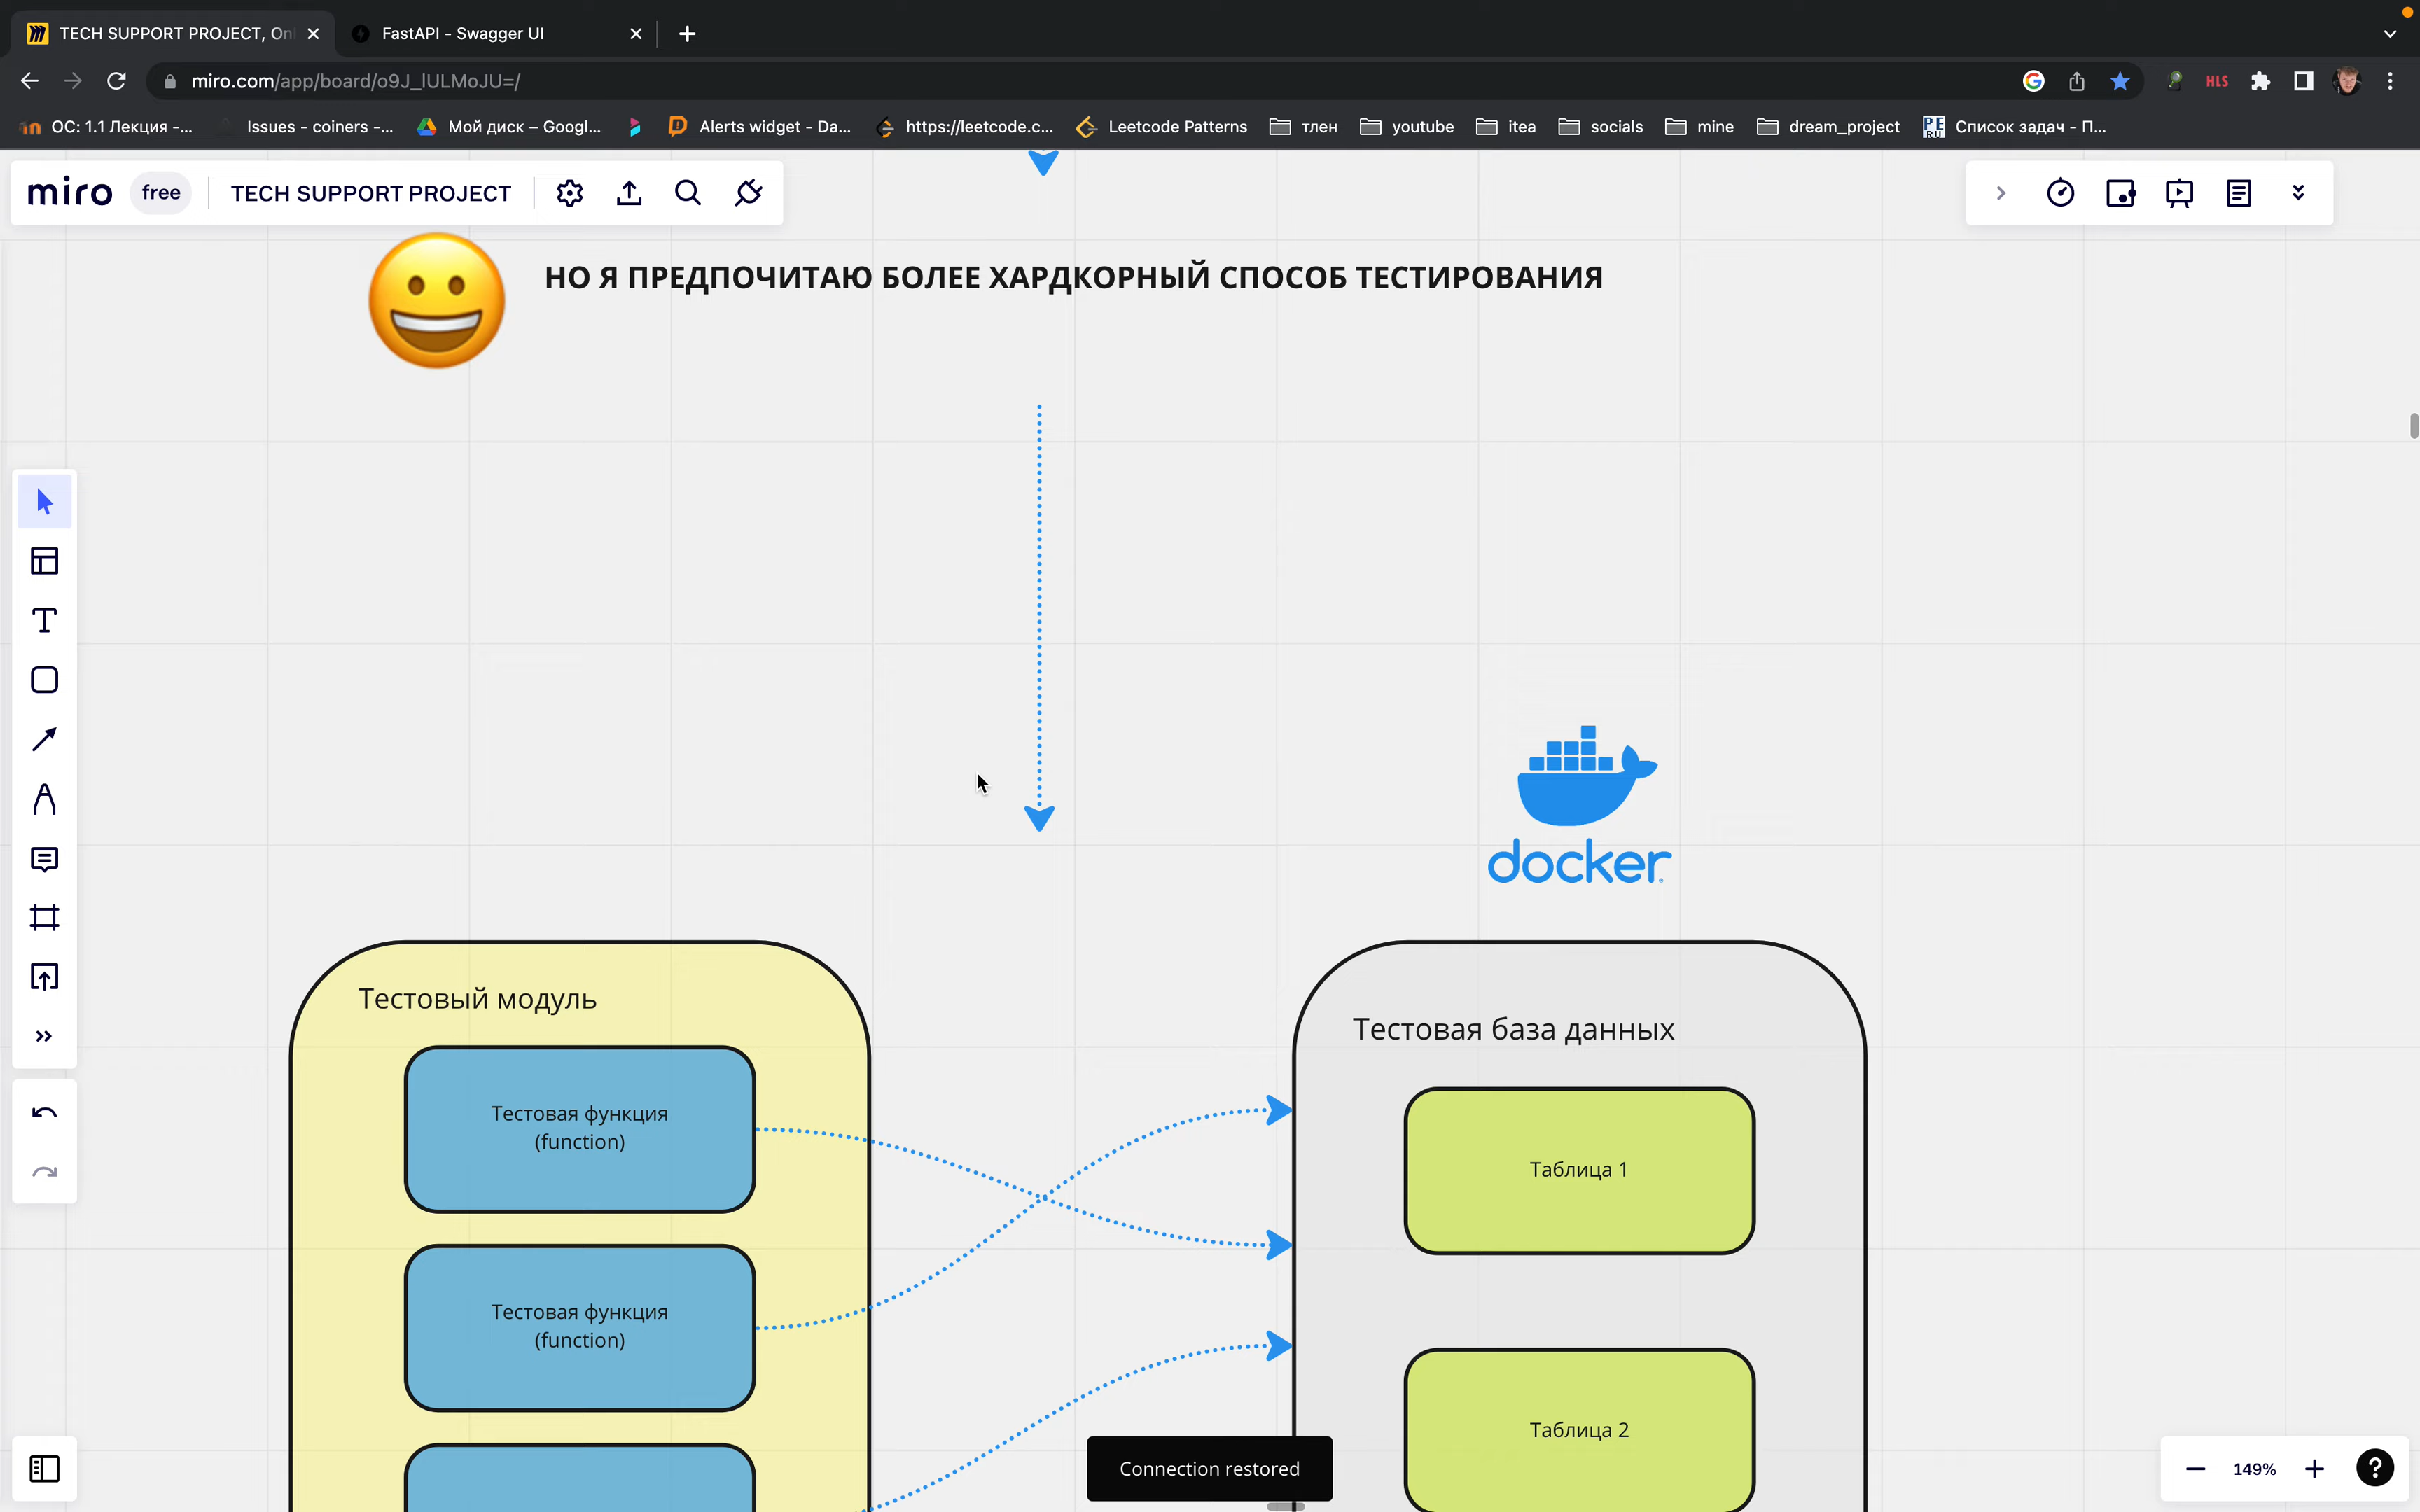 TECH SUPPORT PROJECT, Onl
FastAPI - Swagger UI
miro.com/app/board/o9J_lULMoJU=/
HLS
ОС: 1.1 Лекция -...
Issues - coiners -...
Мой диск – Googl...
Alerts widget - Da...
https://leetcode.c...
Leetcode Patterns
тлен
youtube
itea
socials
mine
dream_project
Список задач - П...
miro
free
TECH SUPPORT PROJECT
НО Я ПРЕДПОЧИТАЮ БОЛЕЕ ХАРДКОРНЫЙ СПОСОБ ТЕСТИРОВАНИЯ
docker
Тестовый модуль
Тестовая база данных
Тестовая функция
(function)
Таблица 1
Тестовая функция
(function)
Таблица 2
Connection restored
149%